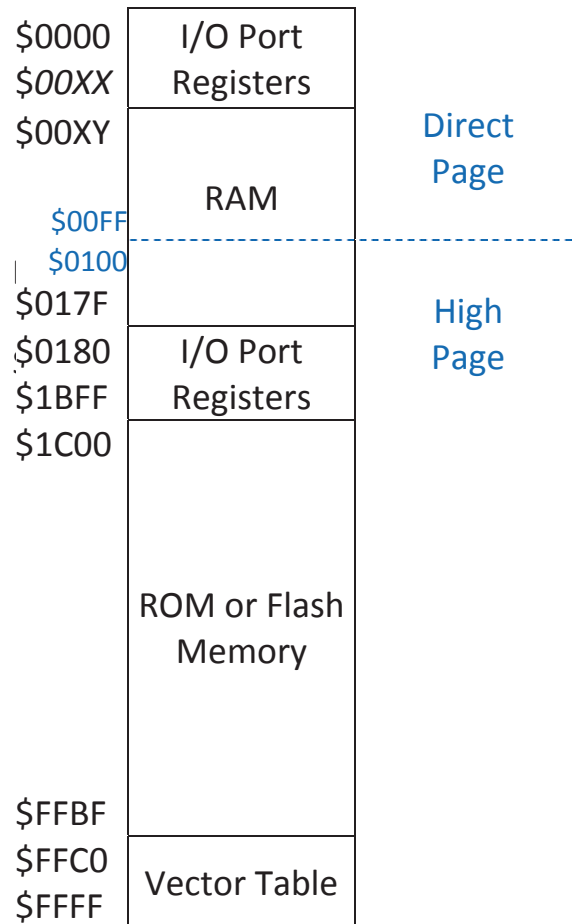 $0000
I/O Port
$00XX
Registers
$00XY
Direct
Page
RAM
$00FF
$0100
$017F
High
Page
$0180
I/O Port
$1BFF
Registers
$1C00
ROM or Flash
Memory
$FFBF
$FFC0
Vector Table
$FFFF